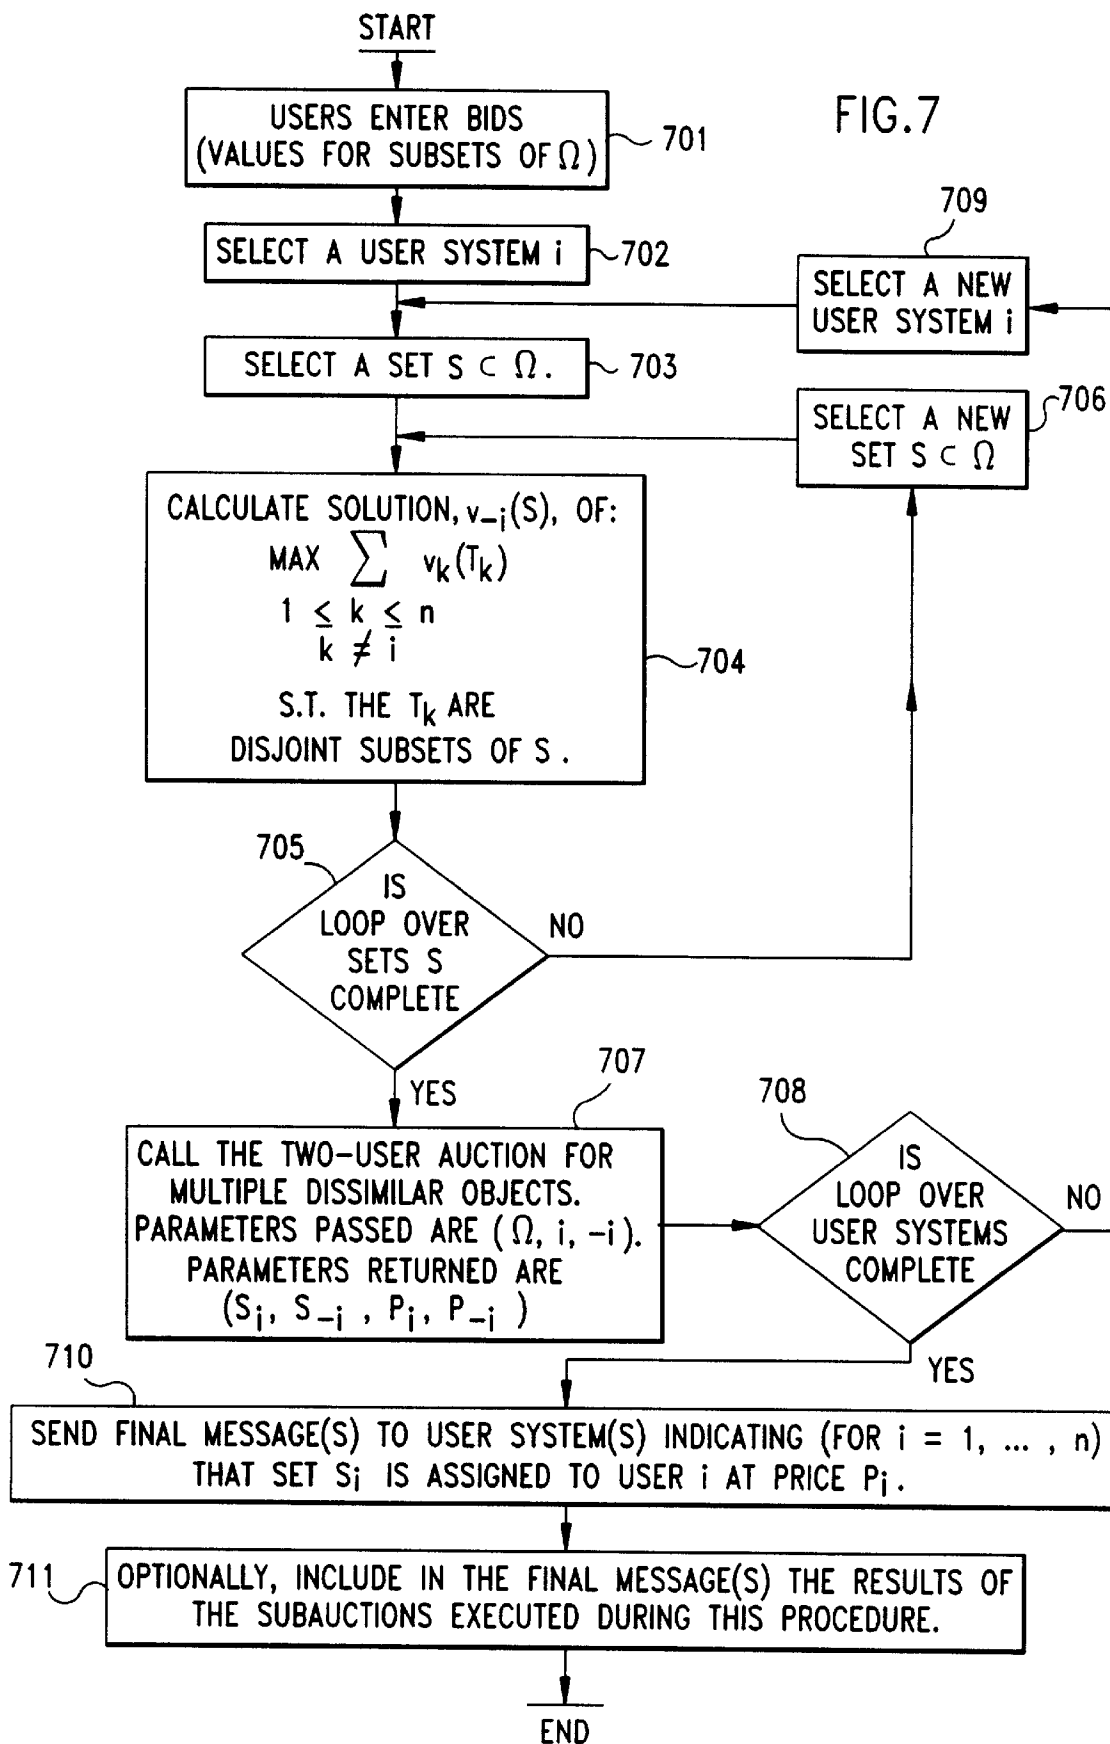 START
USERS ENTER BIDS
(VALUES FOR SUBSETS OF Ω)
701
FIG.7
SELECT A USER SYSTEM i
702
709
SELECT A NEW
USER SYSTEM i
SELECT A SET S ⊂ Ω.
703
706
SELECT A NEW
SET S ⊂ Ω
CALCULATE SOLUTION, v₋ᵢ(S), OF:
MAX ∑ vₖ(Tₖ)
1 ≤ k ≤ n
k ≠ i
S.T. THE Tₖ ARE
DISJOINT SUBSETS OF S.
704
705
IS
LOOP OVER
SETS S
COMPLETE
NO
YES
707
CALL THE TWO-USER AUCTION FOR
MULTIPLE DISSIMILAR OBJECTS.
PARAMETERS PASSED ARE (Ω, i, -i).
PARAMETERS RETURNED ARE
(Sᵢ, S₋ᵢ, Pᵢ, P₋ᵢ)
708
IS
LOOP OVER
USER SYSTEMS
COMPLETE
NO
YES
710
SEND FINAL MESSAGE(S) TO USER SYSTEM(S) INDICATING (FOR i = 1, ... , n)
THAT SET Sᵢ IS ASSIGNED TO USER i AT PRICE Pᵢ.
711
OPTIONALLY, INCLUDE IN THE FINAL MESSAGE(S) THE RESULTS OF
THE SUBAUCTIONS EXECUTED DURING THIS PROCEDURE.
END